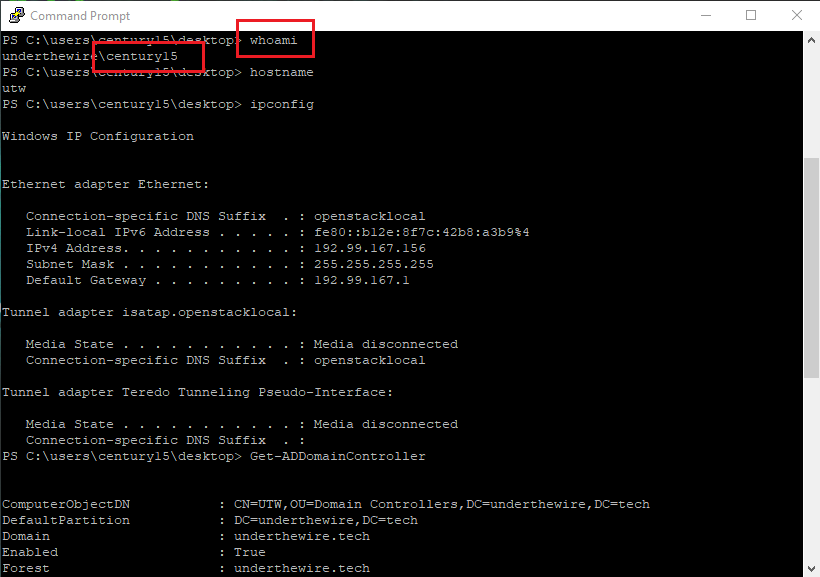 Command Prompt
PS C:\users\century15\desktop> whoami
underthewire\century15
PS C:\users\century15\desktop> hostname
utw
PS C:\users\century15\desktop> ipconfig
Windows IP Configuration
Ethernet adapter Ethernet:
Connection-specific DNS Suffix  . : openstacklocal
Link-local IPv6 Address . . . . . : fe80::b12e:8f7c:42b8:a3b9%4
IPv4 Address. . . . . . . . . . . : 192.99.167.156
Subnet Mask . . . . . . . . . . . : 255.255.255.255
Default Gateway . . . . . . . . . : 192.99.167.1
Tunnel adapter isatap.openstacklocal:
Media State . . . . . . . . . . . : Media disconnected
Connection-specific DNS Suffix  . : openstacklocal
Tunnel adapter Teredo Tunneling Pseudo-Interface:
Media State . . . . . . . . . . . : Media disconnected
Connection-specific DNS Suffix  . :
PS C:\users\century15\desktop> Get-ADDomainController
ComputerObjectDN           : CN=UTW,OU=Domain Controllers,DC=underthewire,DC=tech
DefaultPartition           : DC=underthewire,DC=tech
Domain                     : underthewire.tech
Enabled                    : True
Forest                     : underthewire.tech